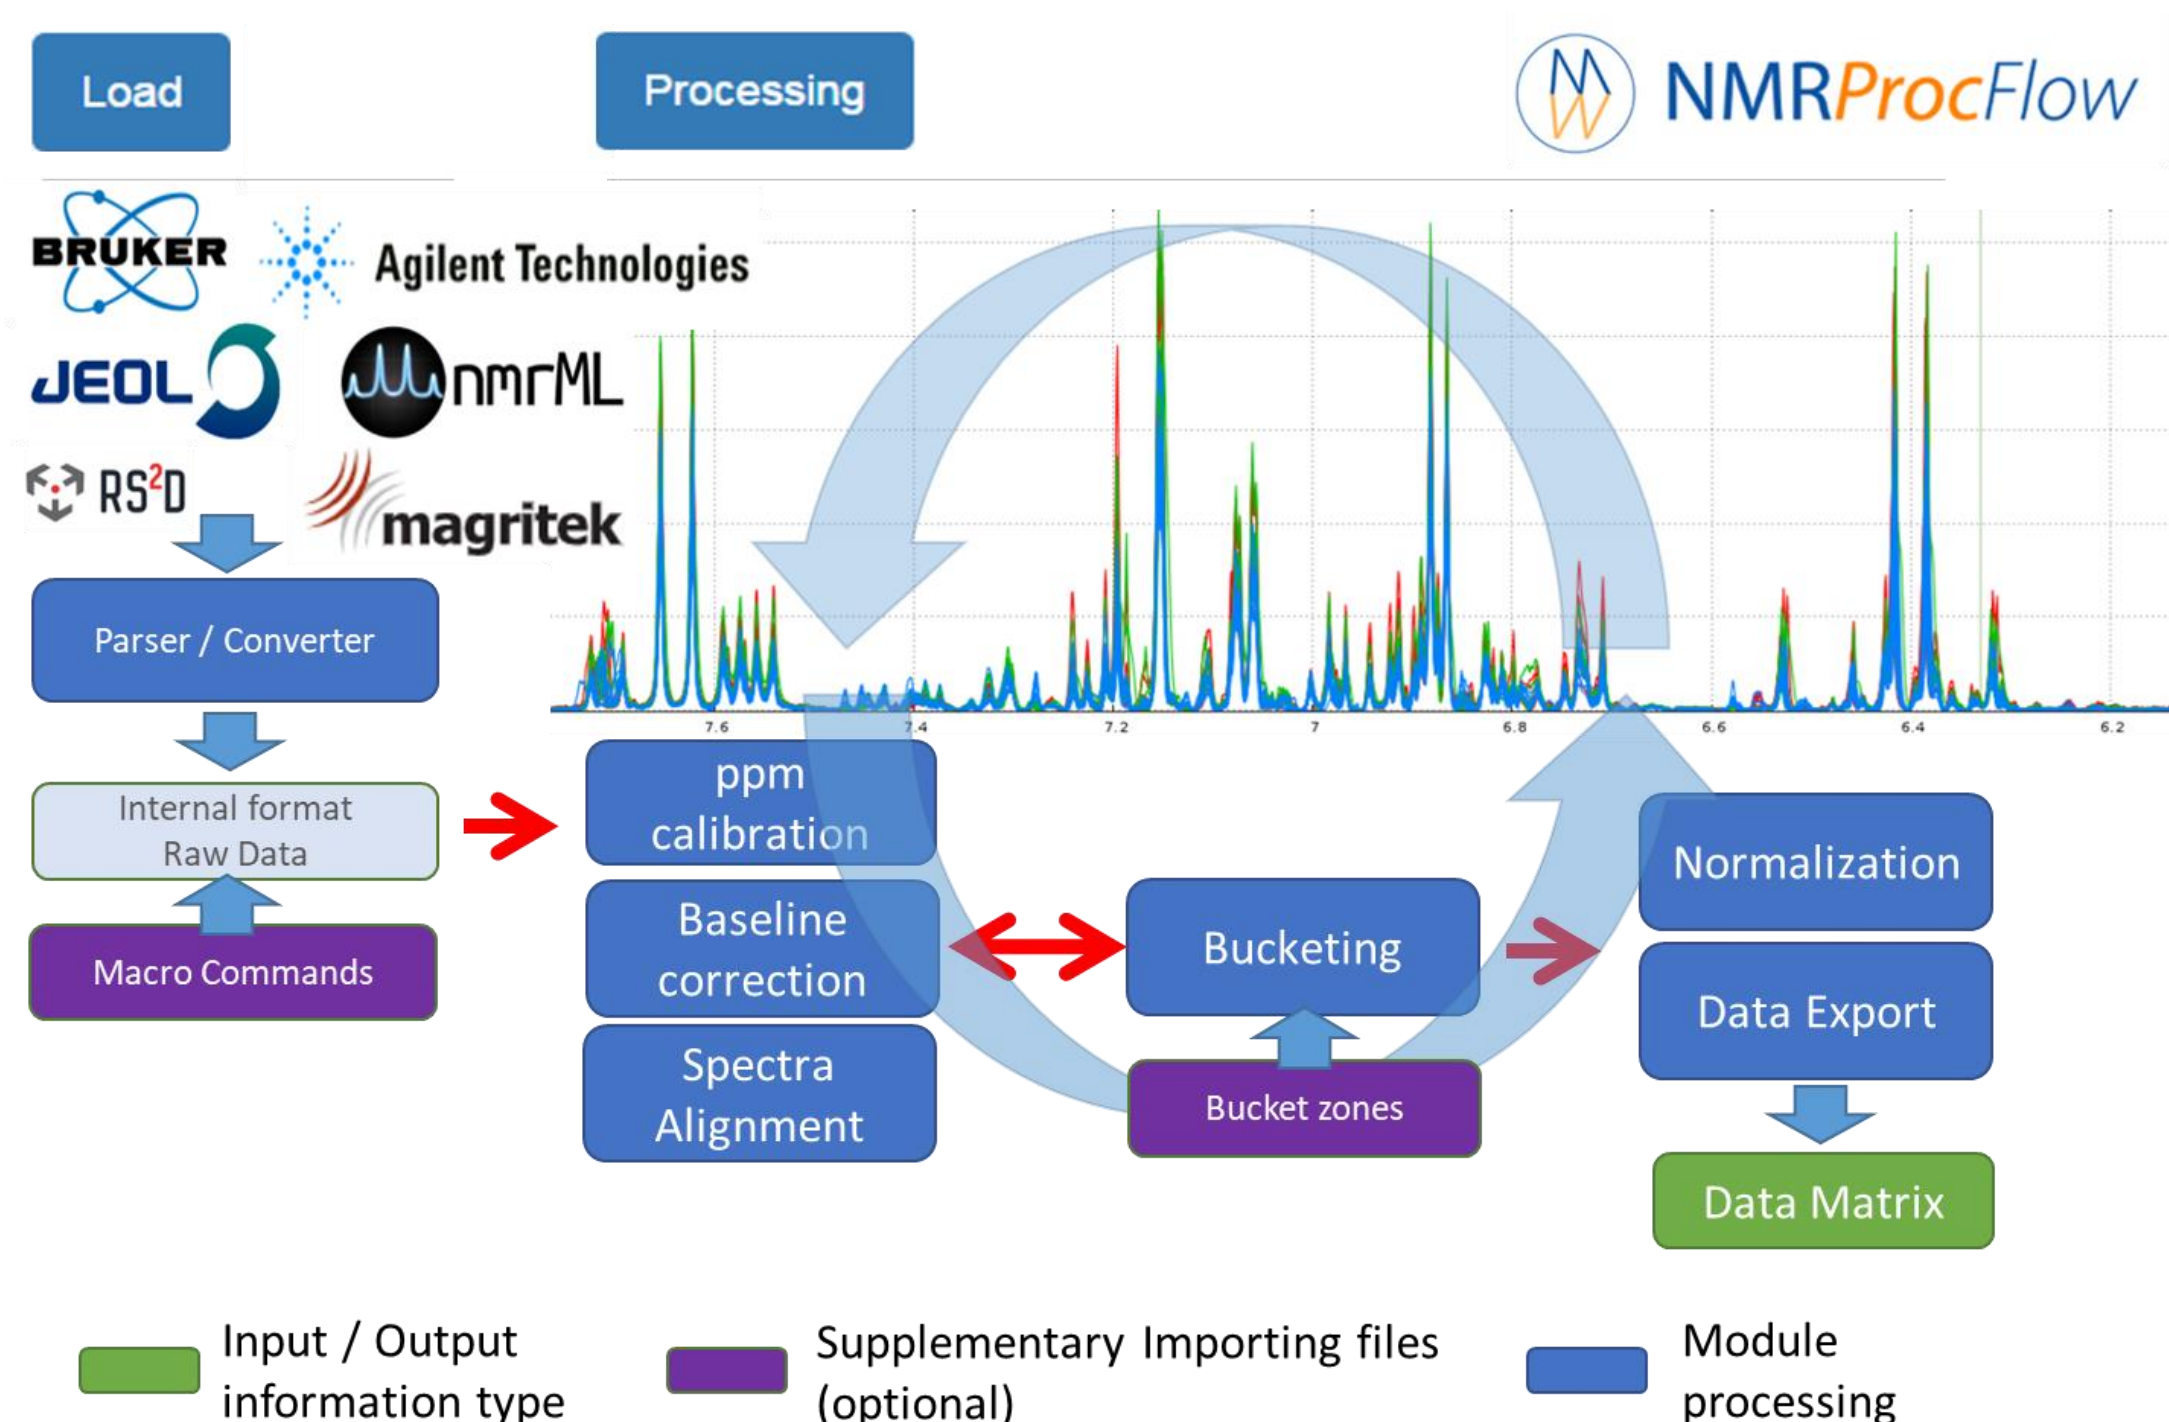 Load
Processing
NMRProcFlow
BRUKER
Agilent Technologies
JEOL
nmrML
RS2D
magritek
Parser / Converter
Internal format
Raw Data
Macro Commands
7.6
7.4
7.2
7
6.8
6.6
6.4
6.2
ppm
calibration
Baseline
correction
Spectra
Alignment
Bucketing
Bucket zones
Normalization
Data Export
Data Matrix
Input / Output
information type
Supplementary Importing files
(optional)
Module
processing